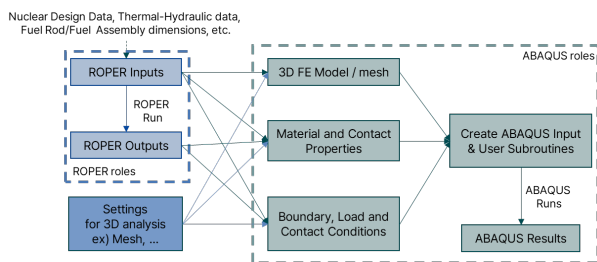 Nuclear Design Data, Thermal-Hydraulic data,
Fuel Rod/Fuel Assembly dimensions, etc.
ABAQUS roles
ROPER Inputs
3D FE Model / mesh
ROPER
Run
ROPER Outputs
ROPER roles
Material and Contact
Properties
Create ABAQUS Input
& User Subroutines
Settings
for 3D analysis
ex) Mesh, ...
Boundary, Load and
Contact Conditions
ABAQUS
Runs
ABAQUS Results